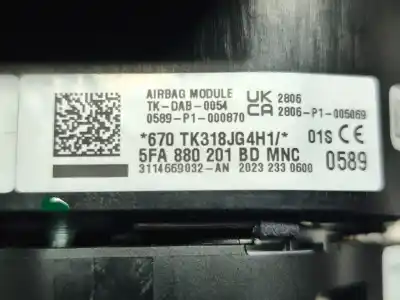 AIRBAG MODULE
TK-DAB-0054
0589-P1-000870
UK
CA
2806
2806-P1-005069
*670 TK318JG4H1/*
01S CE
5FA 880 201 BD MNC
0589
3114669032-AN 2023 233 0600